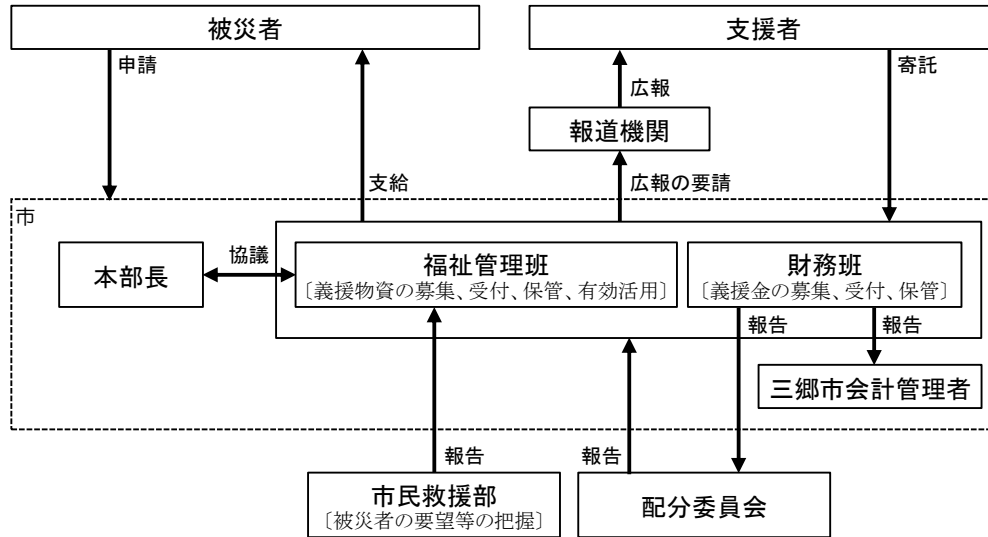 被災者
支援者
申請
寄託
広報
報道機関
支給
広報の要請
市
本部長
協議
福祉管理班
〔義援物資の募集、受付、保管、有効活用〕
財務班
〔義援金の募集、受付、保管〕
報告
報告
三郷市会計管理者
報告
報告
市民救援部
〔被災者の要望等の把握〕
配分委員会